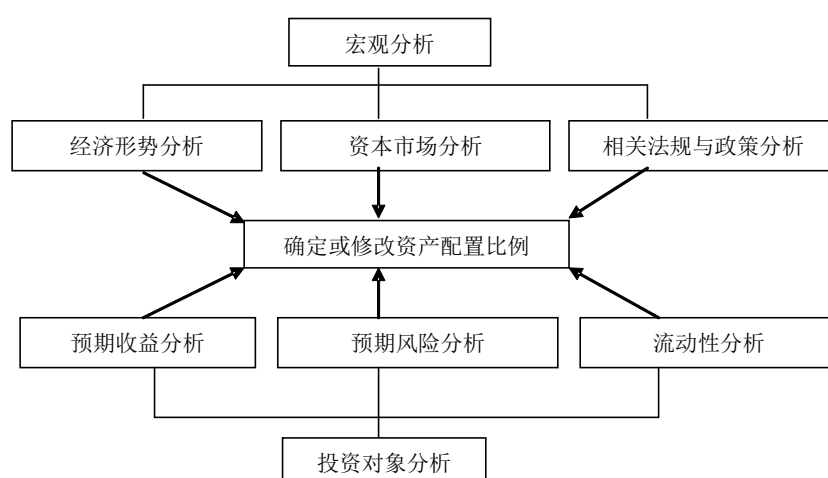 宏观分析
经济形势分析
资本市场分析
相关法规与政策分析
确定或修改资产配置比例
预期收益分析
预期风险分析
流动性分析
投资对象分析